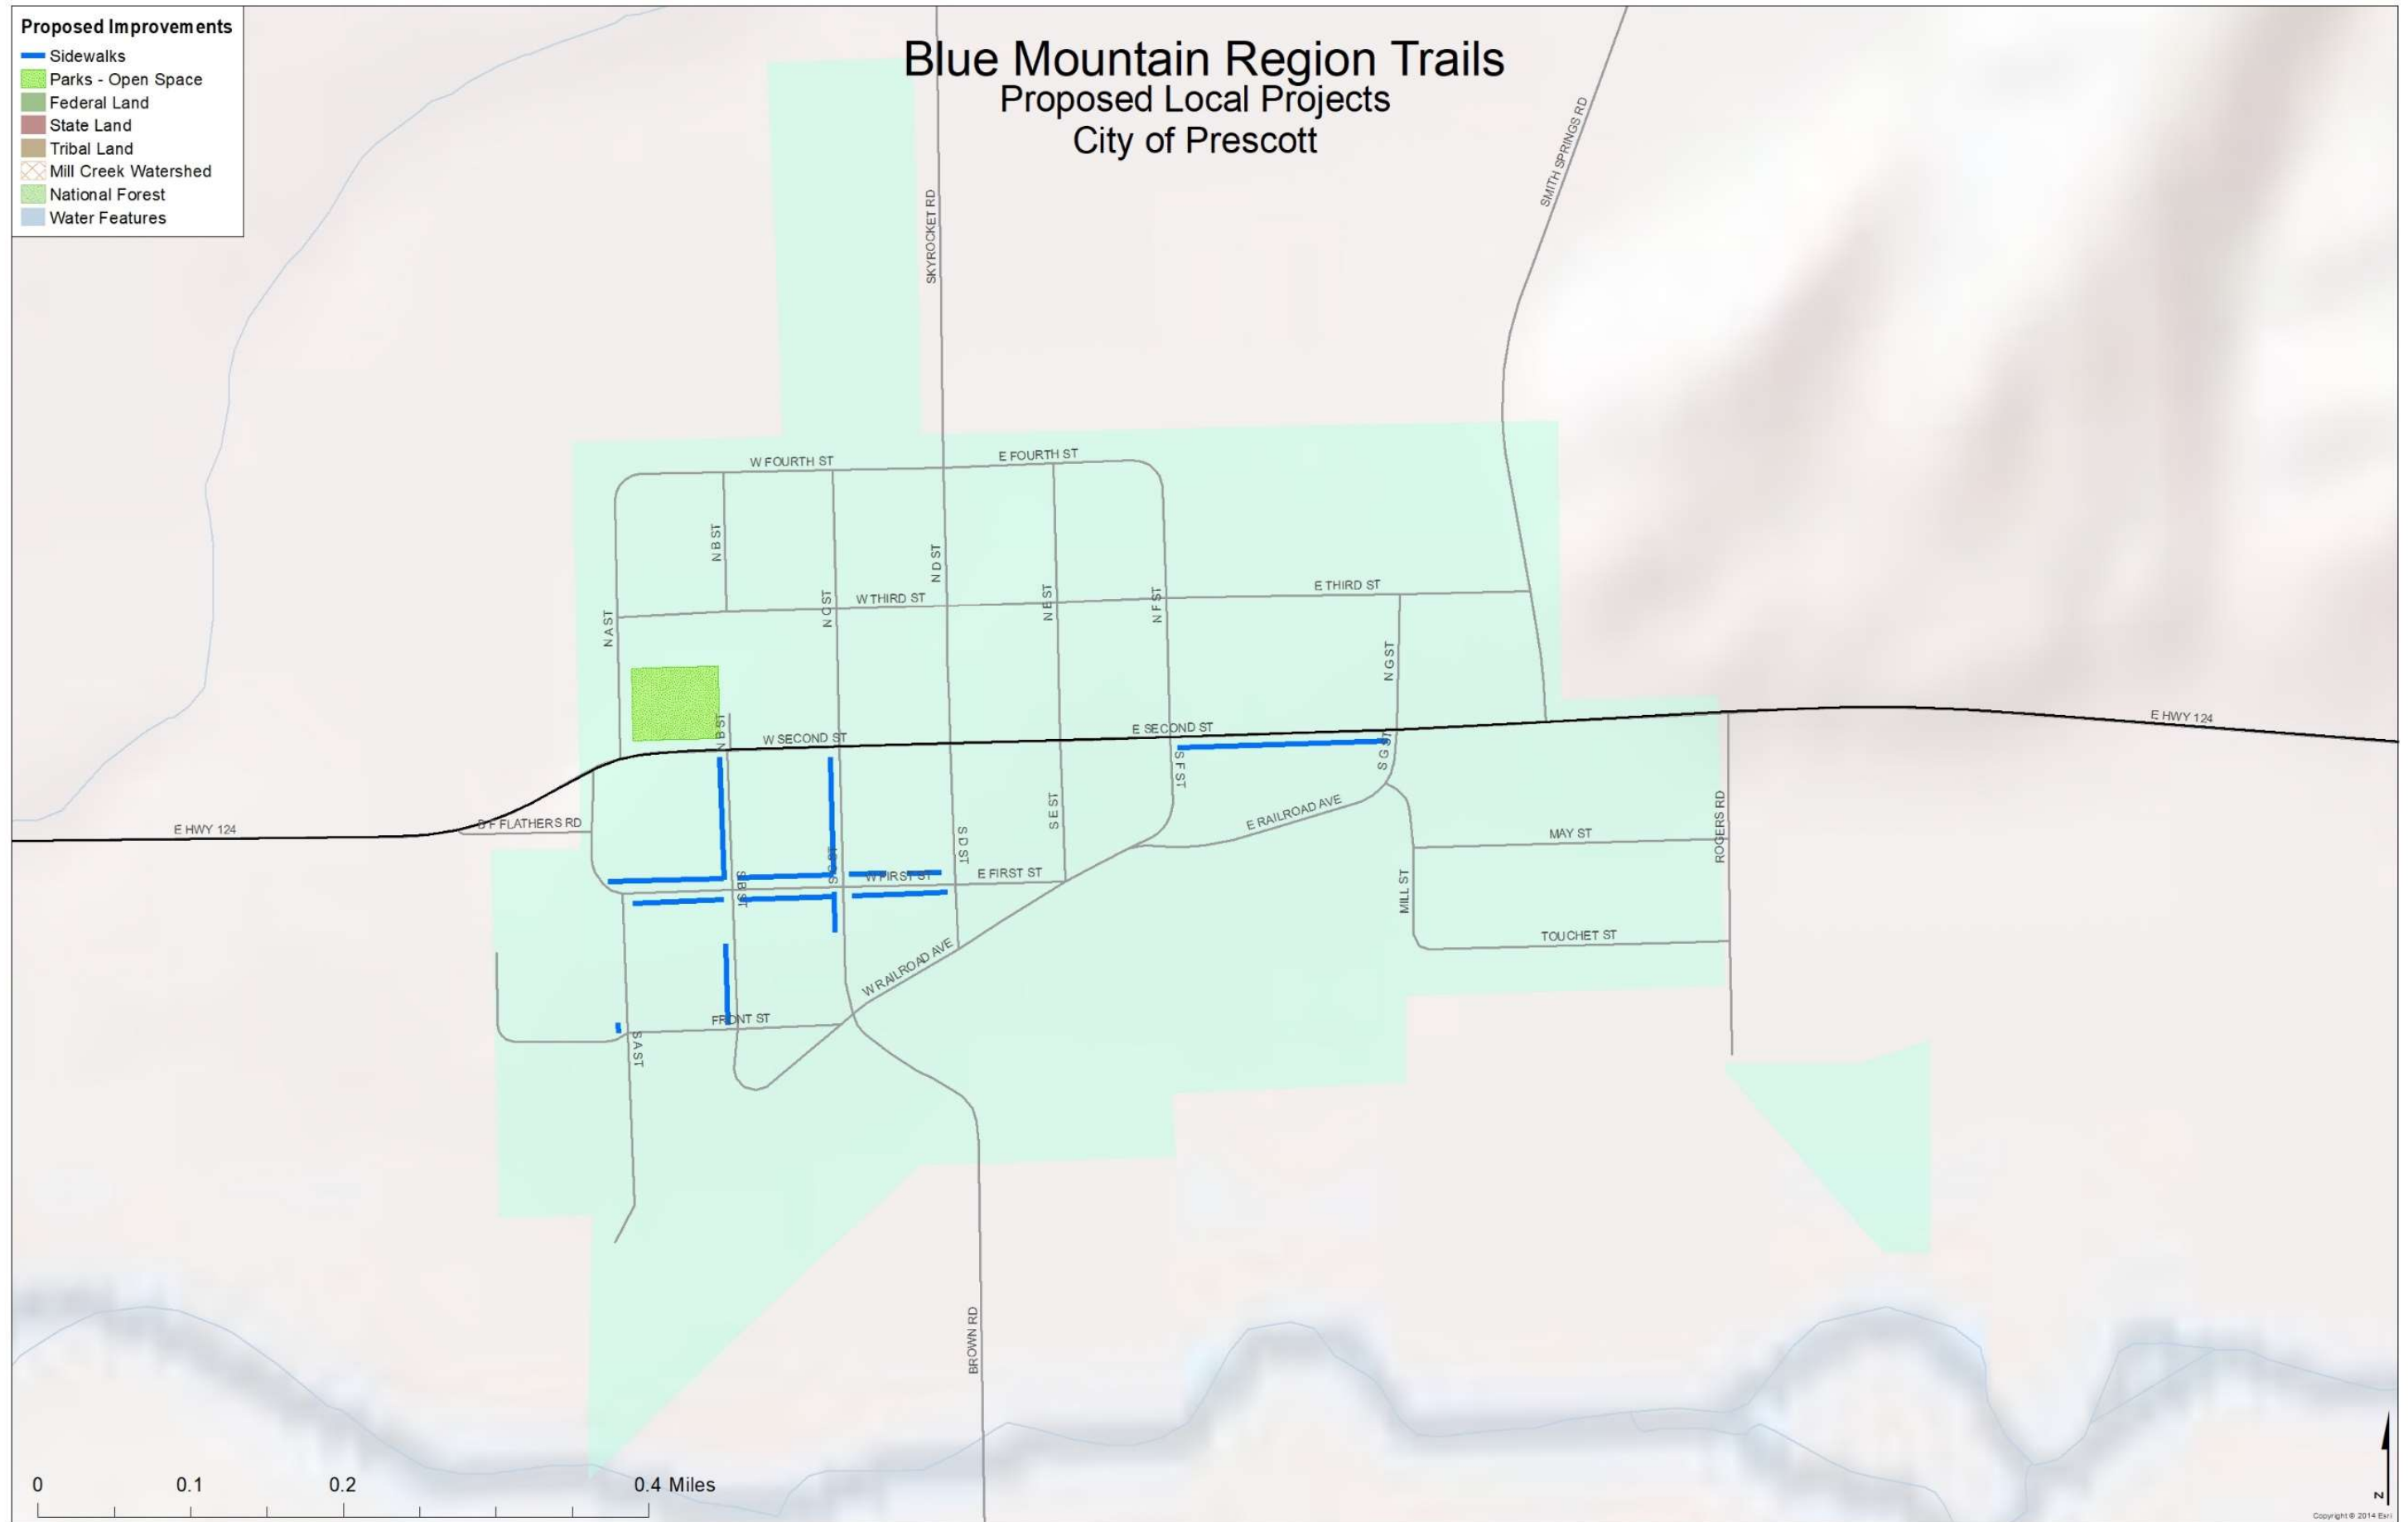 Proposed Improvements
Sidewalks
Parks - Open Space
Federal Land
State Land
Tribal Land
Mill Creek Watershed
National Forest
Water Features
Blue Mountain Region Trails
Proposed Local Projects
City of Prescott
SKYROCKET RD
SMITH SPRINGS RD
W FOURTH ST
E FOURTH ST
N B ST
N D ST
N A ST
N C ST
W THIRD ST
N E ST
N F ST
E THIRD ST
N G ST
N B ST
W SECOND ST
E SECOND ST
E HWY 124
S F ST
S G ST
E HWY 124
D F FLATHERS RD
S E ST
E RAILROAD AVE
S D ST
MAY ST
ROGERS RD
S C ST
S B ST
W FIRST ST
E FIRST ST
MILL ST
TOUCHET ST
W RAILROAD AVE
FRONT ST
S A ST
BROWN RD
0 0.1 0.2 0.4 Miles
N
Copyright © 2014 Esri